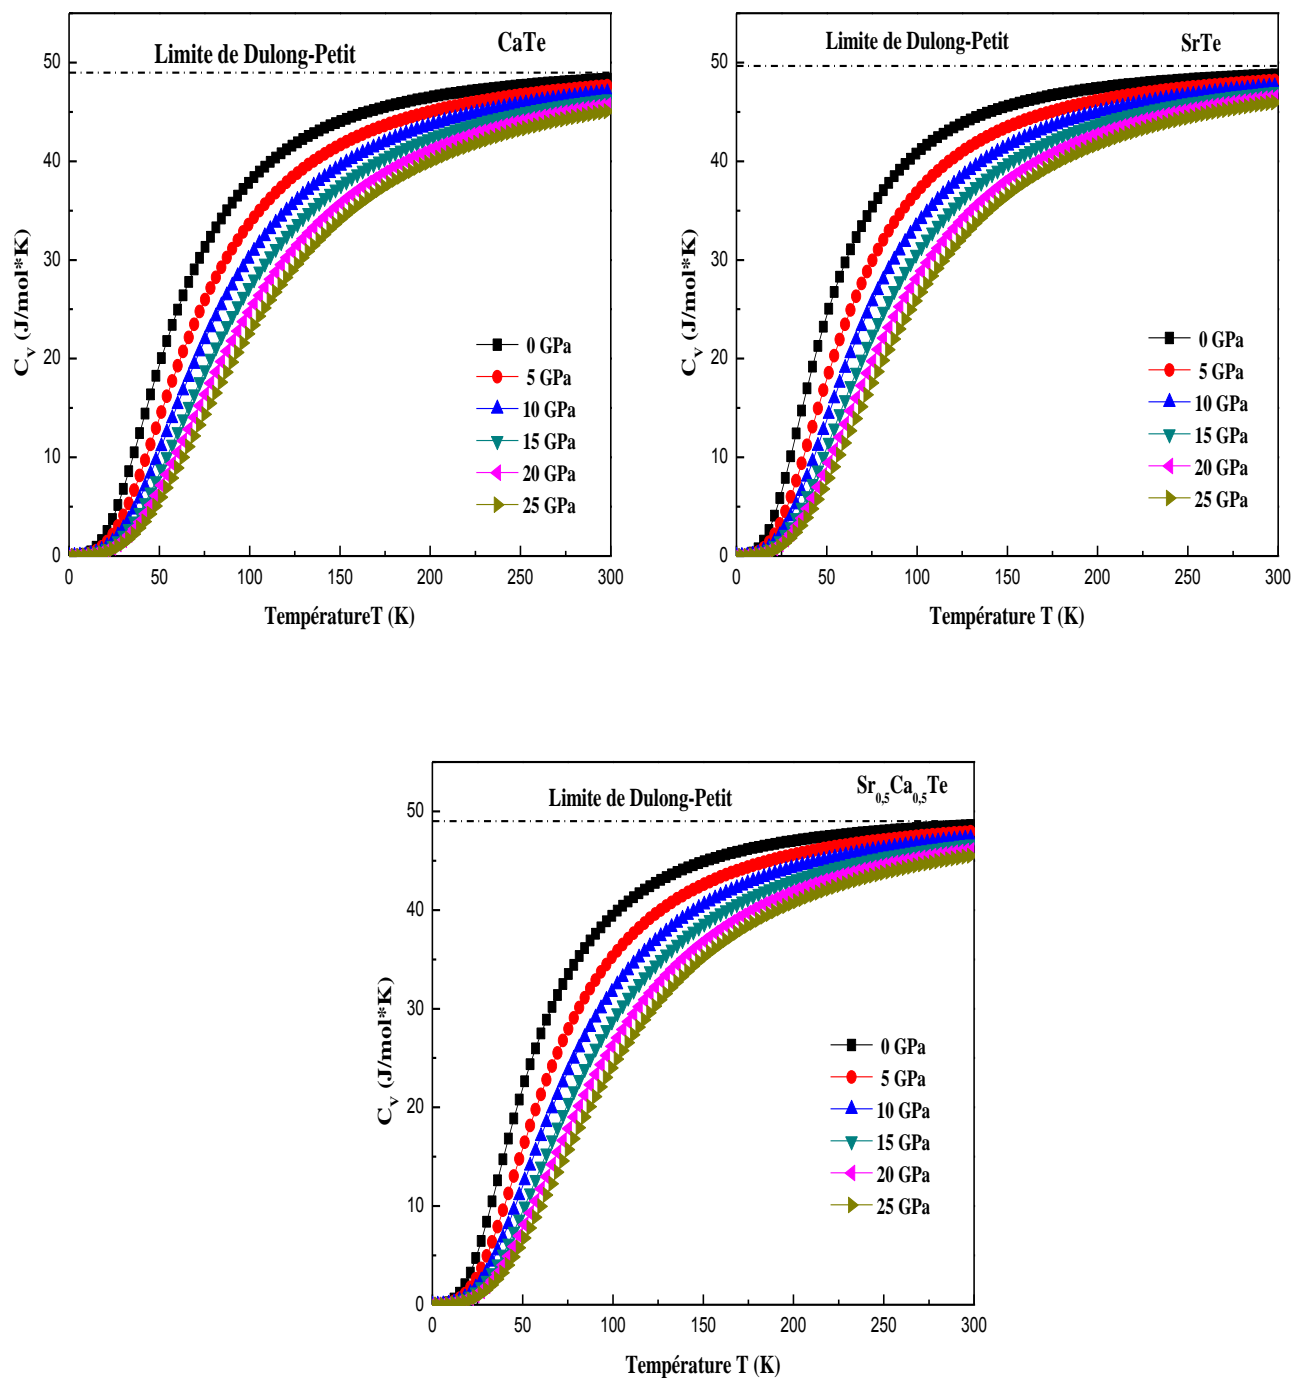 CaTe
Limite de Dulong-Petit
50
40
30
20
10
0
C_v (J/mol*K)
0 GPa
5 GPa
10 GPa
15 GPa
20 GPa
25 GPa
0 50 100 150 200 250 300
TempératureT (K)
SrTe
Limite de Dulong-Petit
50
40
30
20
10
0
C_v (J/mol*K)
0 GPa
5 GPa
10 GPa
15 GPa
20 GPa
25 GPa
0 50 100 150 200 250 300
Température T (K)
Sr0,5Ca0,5Te
Limite de Dulong-Petit
50
40
30
20
10
0
C_v (J/mol*K)
0 GPa
5 GPa
10 GPa
15 GPa
20 GPa
25 GPa
0 50 100 150 200 250 300
Température T (K)